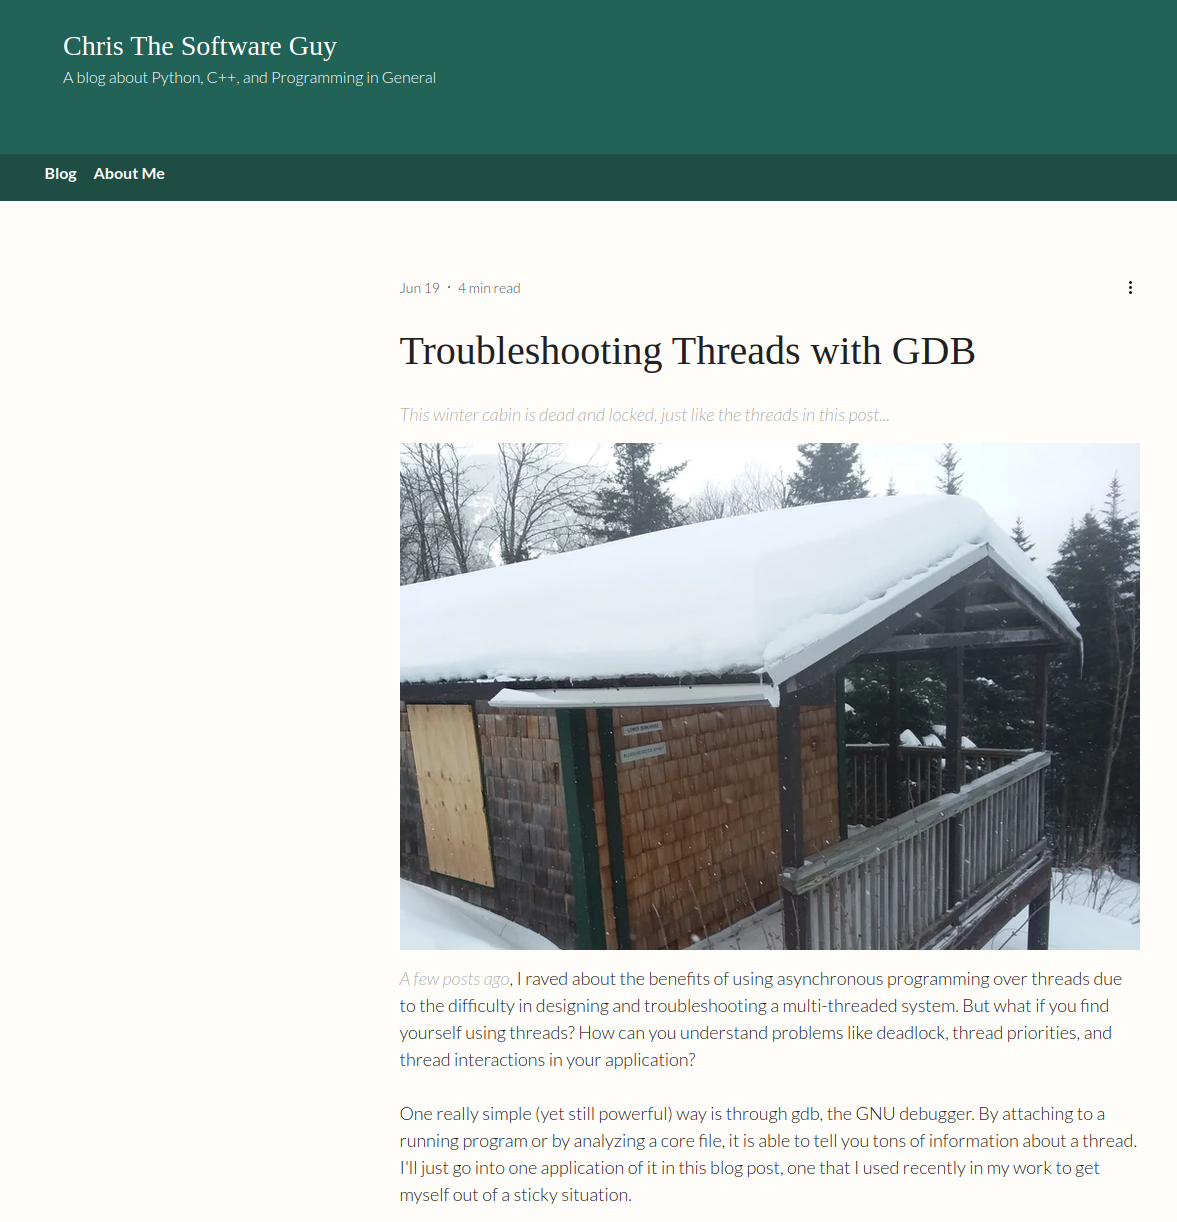 Chris The Software Guy
A blog about Python, C++, and Programming in General
Blog About Me
Jun 19 · 4 min read
Troubleshooting Threads with GDB
This winter cabin is dead and locked, just like the threads in this post...
LOWER BUNKHOUSE
A few posts ago, I raved about the benefits of using asynchronous programming over threads due
to the difficulty in designing and troubleshooting a multi-threaded system. But what if you find
yourself using threads? How can you understand problems like deadlock, thread priorities, and
thread interactions in your application?
One really simple (yet still powerful) way is through gdb, the GNU debugger. By attaching to a
running program or by analyzing a core file, it is able to tell you tons of information about a thread.
I'll just go into one application of it in this blog post, one that I used recently in my work to get
myself out of a sticky situation.